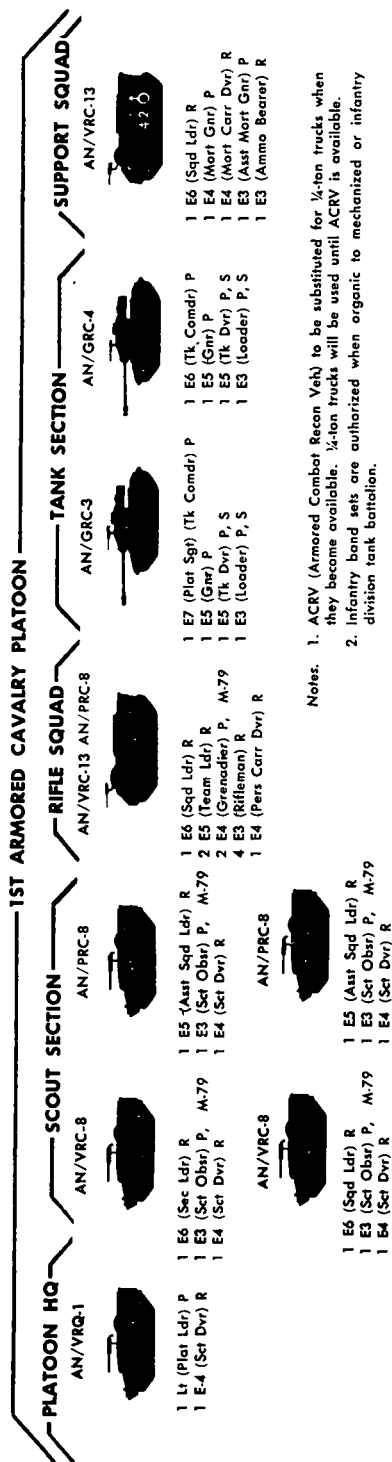 1ST ARMORED CAVALRY PLATOON
PLATOON HQ
AN/VRQ-1
1 Lt (Plat Ldr) P
1 E-4 (Sct Dvr) R
SCOUT SECTION
AN/VRC-8
1 E6 (Sec Ldr) R
1 E3 (Sct Obsr) P, M-79
1 E4 (Sct Dvr) R
AN/PRC-8
1 E5 (Asst Sqd Ldr) R
1 E3 (Sct Obsr) P, M-79
1 E4 (Sct Dvr) R
AN/VRC-8
1 E6 (Sqd Ldr) R
1 E3 (Sct Obsr) P, M-79
1 E4 (Sct Dvr) R
AN/PRC-8
1 E5 (Asst Sqd Ldr) R
1 E3 (Sct Obsr) P, M-79
1 E4 (Sct Dvr) R
RIFLE SQUAD
AN/VRC-13 AN/PRC-8
1 E6 (Sqd Ldr) R
2 E5 (Team Ldr) R
2 E4 (Grenadier) P, M-79
4 E3 (Rifleman) R
1 E4 (Pers Carr Dvr) R
TANK SECTION
AN/GRC-3
1 E7 (Plat Sgt) (Tk Comdr) P
1 E5 (Gnr) P
1 E5 (Tk Dvr) P, S
1 E3 (Loader) P, S
AN/GRC-4
1 E6 (Tk Comdr) P
1 E5 (Gnr) P
1 E5 (Tk Dvr) P, S
1 E3 (Loader) P, S
SUPPORT SQUAD
AN/VRC-13
4.2
1 E6 (Sqd Ldr) R
1 E4 (Mort Gnr) P
1 E4 (Mort Carr Dvr) R
1 E3 (Asst Mort Gnr) P
1 E3 (Ammo Bearer) R
Notes. 1. ACRV (Armored Combat Recon Veh) to be substituted for ¼-ton trucks when
they become available. ¼-ton trucks will be used until ACRV is available.
2. Infantry band sets are authorized when organic to mechanized or infantry
division tank battalion.